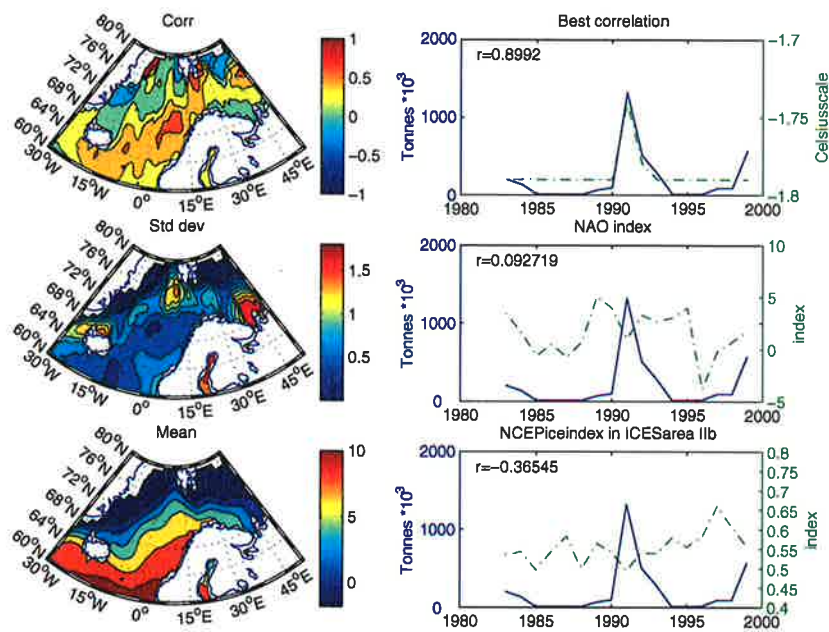 Corr
80°N
76°N
72°N
68°N
64°N
60°N
30°W
15°W
0°
15°E
30°E
45°E
1
0.5
0
−0.5
−1
Best correlation
r=0.8992
Tonnes *10³
2000
1000
0
1980
1985
1990
1995
2000
−1.7
−1.75
−1.8
Celsiusscale
Std dev
80°N
76°N
72°N
68°N
64°N
60°N
30°W
15°W
0°
15°E
30°E
45°E
1.5
1
0.5
NAO index
r=0.092719
Tonnes *10³
2000
1000
0
1980
1985
1990
1995
2000
10
5
0
−5
index
Mean
80°N
76°N
72°N
68°N
64°N
60°N
30°W
15°W
0°
15°E
30°E
45°E
10
5
0
NCEPiceindex in ICESarea IIb
r=−0.36545
Tonnes *10³
2000
1000
0
1980
1985
1990
1995
2000
0.8
0.75
0.7
0.65
0.6
0.55
0.5
0.45
0.4
index